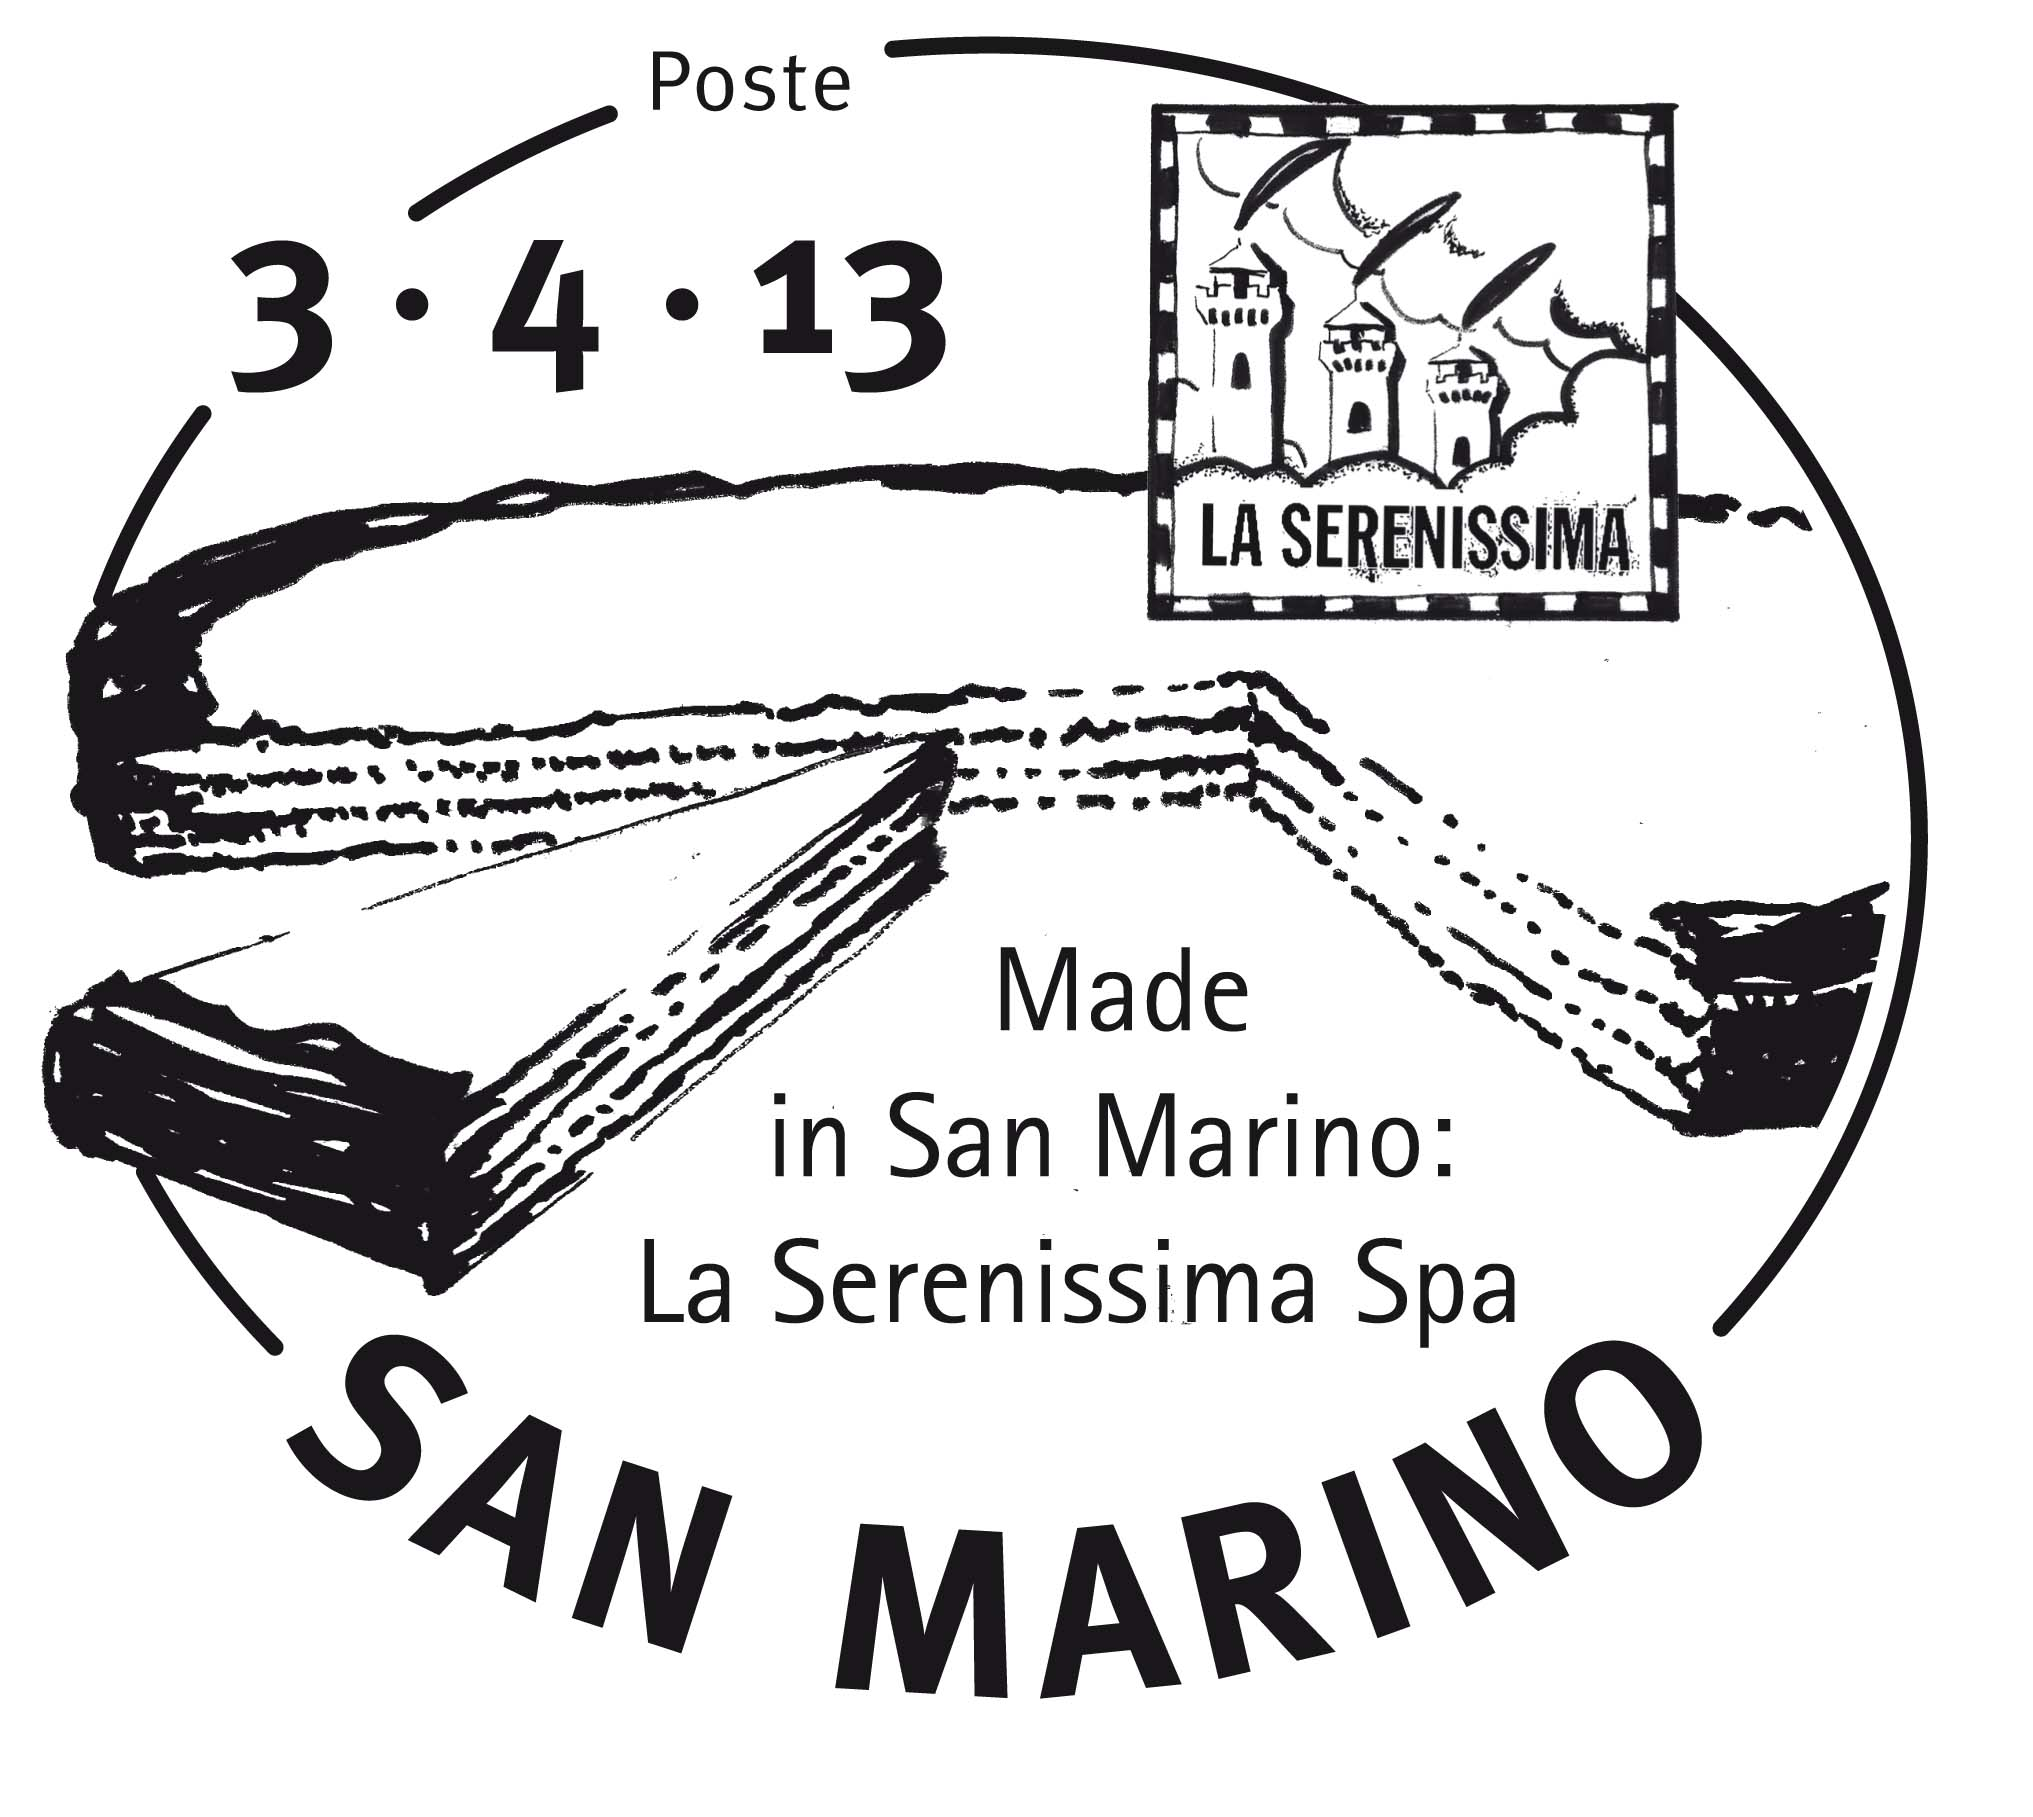 Poste
3 · 4 · 13
LA SERENISSIMA
Made
in San Marino:
La Serenissima Spa
SAN MARINO